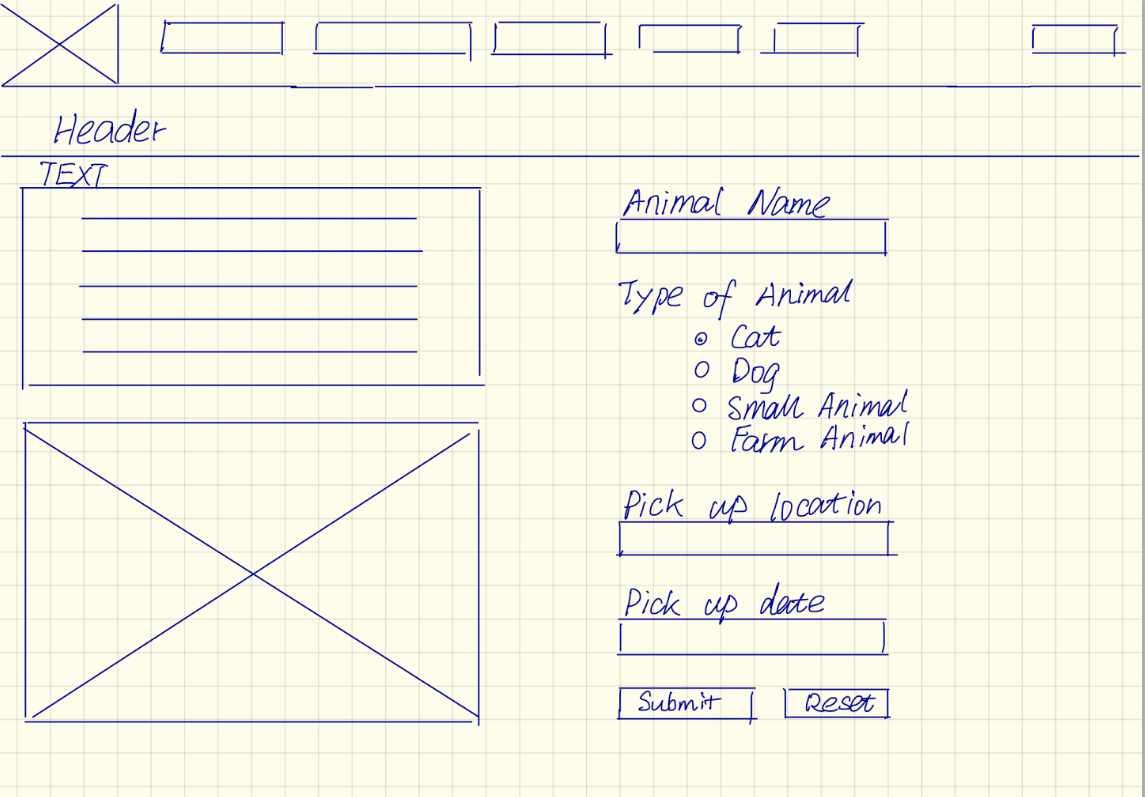 Header
TEXT
Animal Name
Type of Animal
Cat
Dog
Small Animal
Farm Animal
Pick up location
Pick up date
Submit
Reset